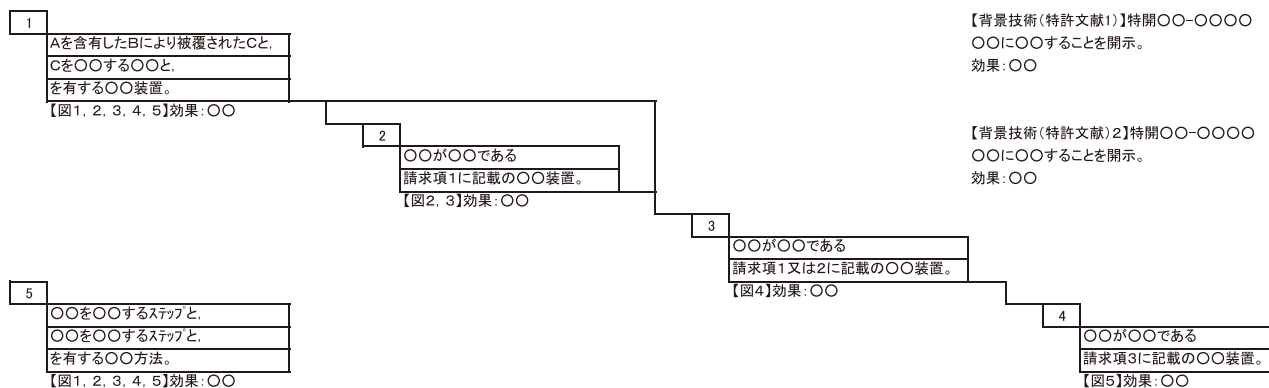 1
Aを含有したBにより被覆されたCと,
Cを〇〇する〇〇と,
を有する〇〇装置。
【図1, 2, 3, 4, 5】効果:〇〇
2
〇〇が〇〇である
請求項1に記載の〇〇装置。
【図2, 3】効果:〇〇
3
〇〇が〇〇である
請求項1又は2に記載の〇〇装置。
【図4】効果:〇〇
4
〇〇が〇〇である
請求項3に記載の〇〇装置。
【図5】効果:〇〇
5
〇〇を〇〇するステップと,
〇〇を〇〇するステップと,
を有する〇〇方法。
【図1, 2, 3, 4, 5】効果:〇〇
【背景技術(特許文献1)】特開〇〇-〇〇〇〇
〇〇に〇〇することを開示。
効果:〇〇
【背景技術(特許文献)2】特開〇〇-〇〇〇〇
〇〇に〇〇することを開示。
効果:〇〇